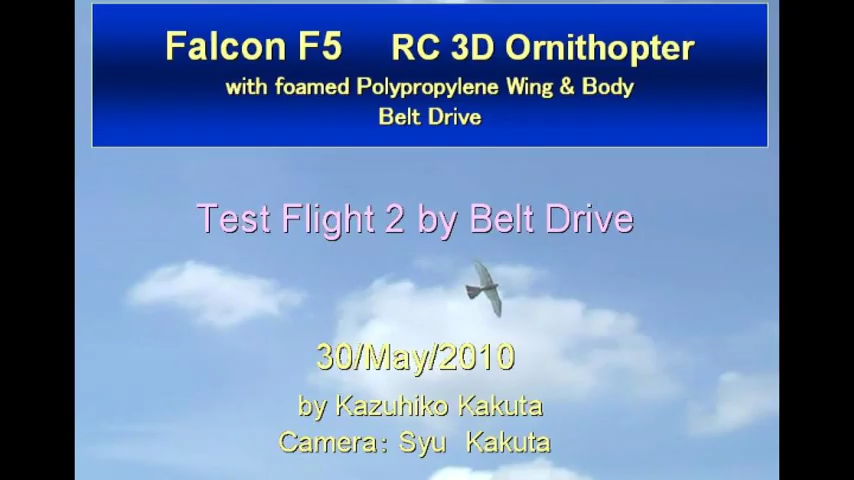 Falcon F5 RC 3D Ornithopter
with foamed Polypropylene Wing & Body
Belt Drive
Test Flight 2 by Belt Drive
30/May/2010
by Kazuhiko Kakuta
Camera: Syu Kakuta